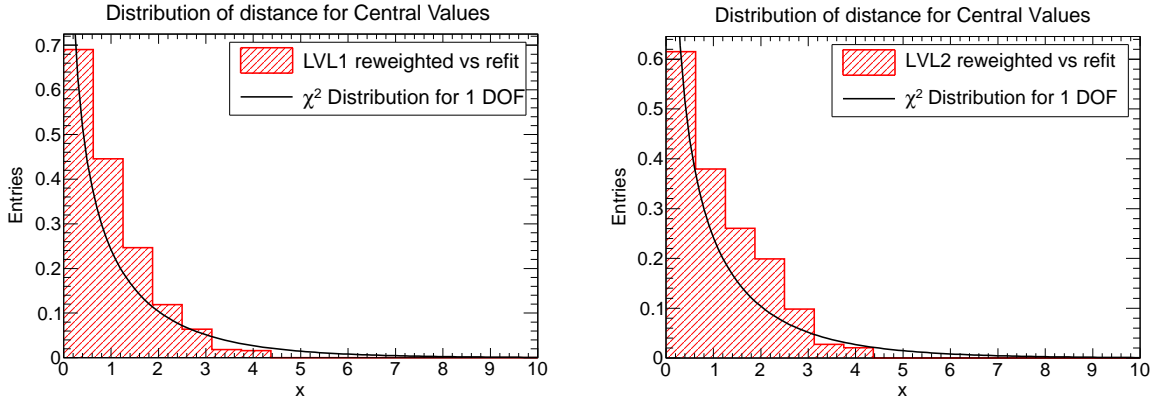 Distribution of distance for Central Values
0.7
0.6
0.5
0.4
0.3
0.2
0.1
0
Entries
LVL1 reweighted vs refit
χ² Distribution for 1 DOF
0 1 2 3 4 5 6 7 8 9 10
x
Distribution of distance for Central Values
0.6
0.5
0.4
0.3
0.2
0.1
0
Entries
LVL2 reweighted vs refit
χ² Distribution for 1 DOF
0 1 2 3 4 5 6 7 8 9 10
x